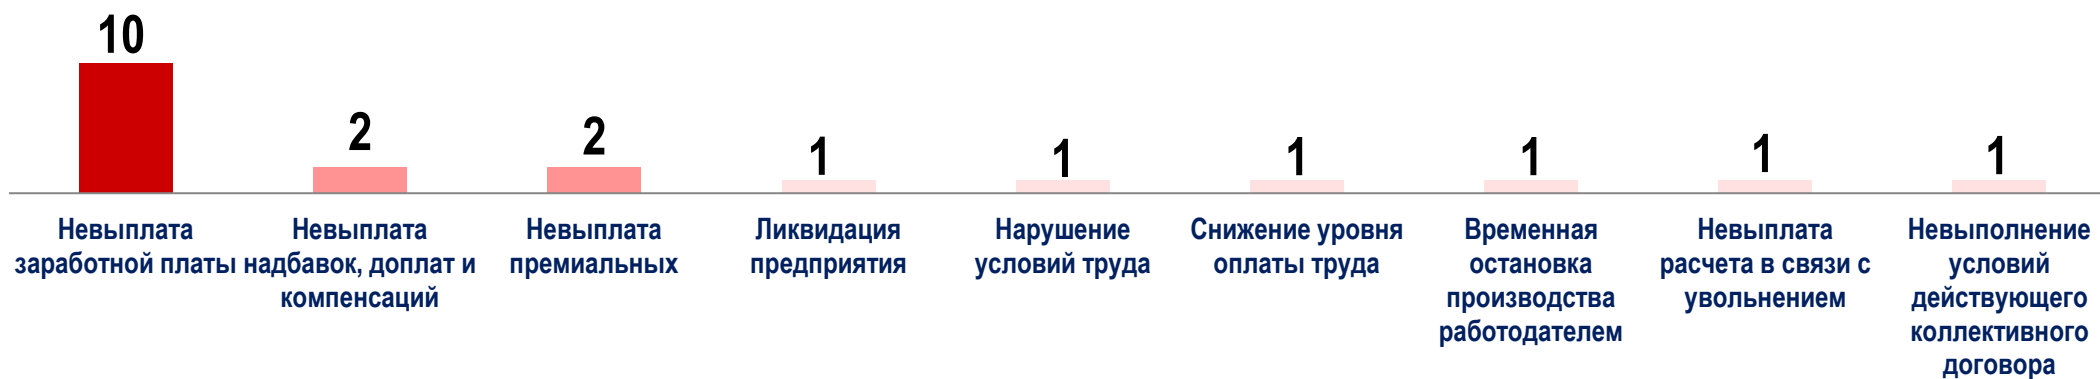 10
2
2
1
1
1
1
1
1
Невыплата
заработной платы
Невыплата
надбавок, доплат и
компенсаций
Невыплата
премиальных
Ликвидация
предприятия
Нарушение
условий труда
Снижение уровня
оплаты труда
Временная
остановка
производства
работодателем
Невыплата
расчета в связи с
увольнением
Невыполнение
условий
действующего
коллективного
договора